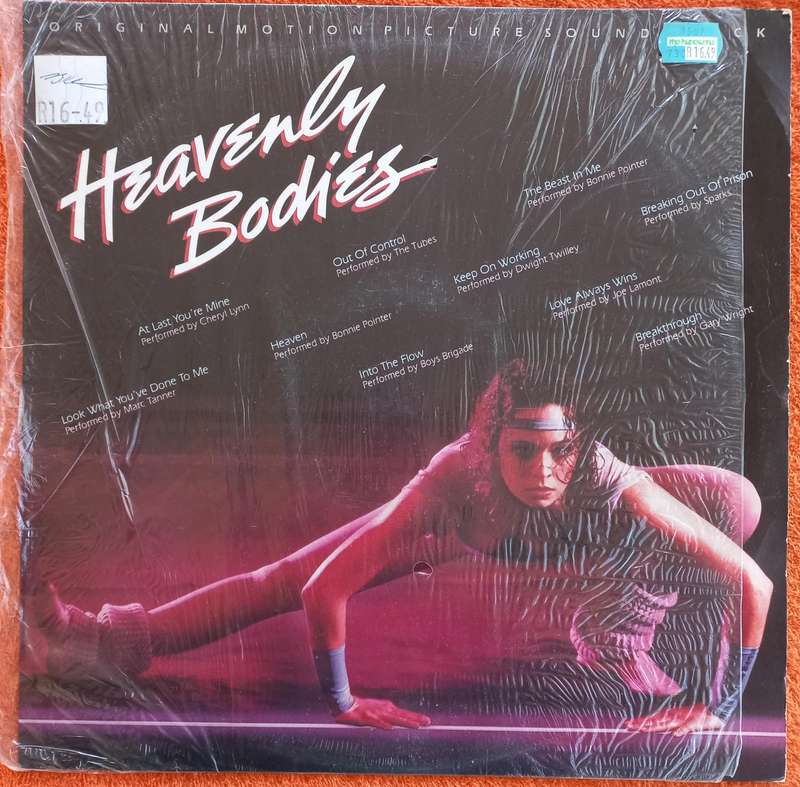 ORIGINAL MOTION PICTURE SOUND CK
R16-49
R16.49
Heavenly
Bodies
The Beast In Me
Performed by Bonnie Pointer
Breaking Out Of Prison
Performed by Sparks
Out Of Control
Performed by The Tubes
Keep On Working
Performed by Dwight Twilley
Love Always Wins
Performed by Joe Lamont
At Last You're Mine
Performed by Cheryl Lynn
Heaven
Performed by Bonnie Pointer
Breakthrough
Performed by Gary Wright
Into The Flow
Performed by Boys Brigade
Look What You've Done To Me
Performed by Marc Tanner